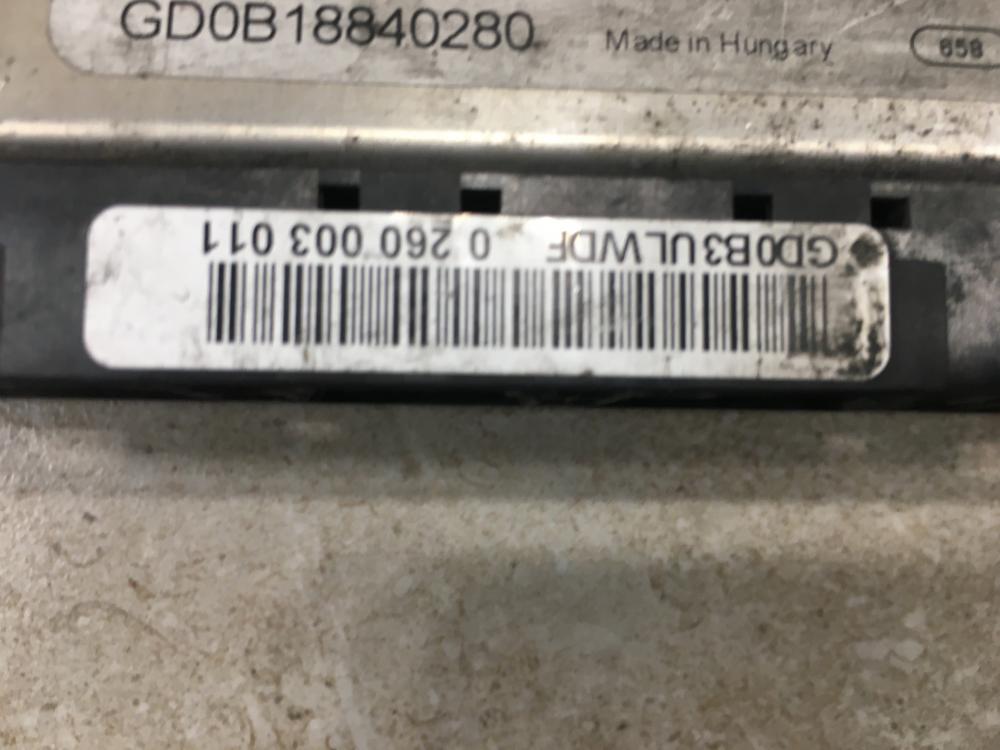 GD0B18840280 Made in Hungary 658
GD0B3ULWDF 0 260 003 011